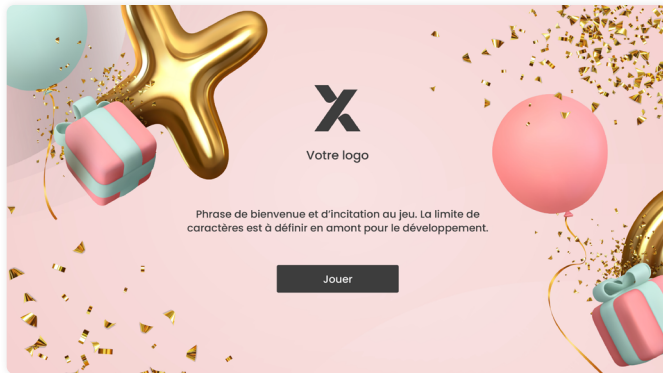 Votre logo
Phrase de bienvenue et d’incitation au jeu. La limite de
caractères est à définir en amont pour le développement.
Jouer